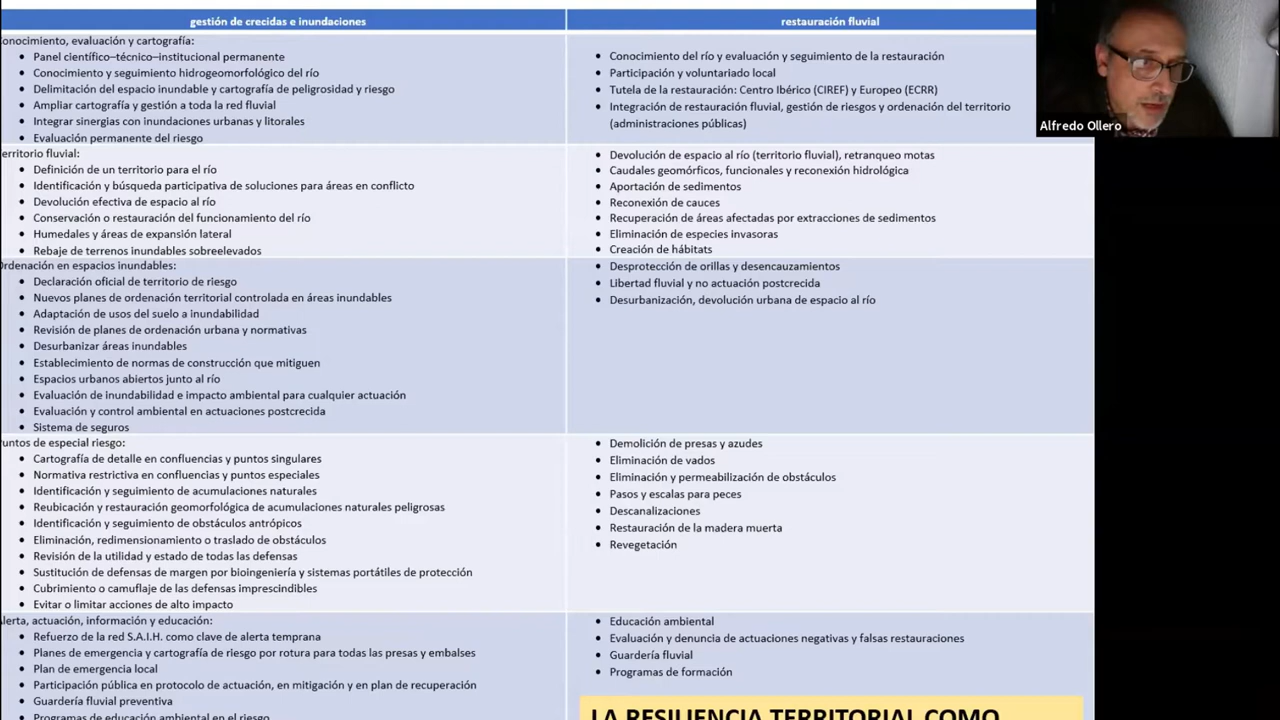 gestión de crecidas e inundaciones
restauración fluvial
onocimiento, evaluación y cartografía:
• Panel científico–técnico–institucional permanente
• Conocimiento y seguimiento hidrogeomorfológico del río
• Delimitación del espacio inundable y cartografía de peligrosidad y riesgo
• Ampliar cartografía y gestión a toda la red fluvial
• Integrar sinergias con inundaciones urbanas y litorales
• Evaluación permanente del riesgo
• Conocimiento del río y evaluación y seguimiento de la restauración
• Participación y voluntariado local
• Tutela de la restauración: Centro Ibérico (CIREF) y Europeo (ECRR)
• Integración de restauración fluvial, gestión de riesgos y ordenación del territorio
(administraciones públicas)
erritorio fluvial:
• Definición de un territorio para el río
• Identificación y búsqueda participativa de soluciones para áreas en conflicto
• Devolución efectiva de espacio al río
• Conservación o restauración del funcionamiento del río
• Humedales y áreas de expansión lateral
• Rebaje de terrenos inundables sobreelevados
• Devolución de espacio al río (territorio fluvial), retranqueo motas
• Caudales geomórficos, funcionales y reconexión hidrológica
• Aportación de sedimentos
• Reconexión de cauces
• Recuperación de áreas afectadas por extracciones de sedimentos
• Eliminación de especies invasoras
• Creación de hábitats
Ordenación en espacios inundables:
• Declaración oficial de territorio de riesgo
• Nuevos planes de ordenación territorial controlada en áreas inundables
• Adaptación de usos del suelo a inundabilidad
• Revisión de planes de ordenación urbana y normativas
• Desurbanizar áreas inundables
• Establecimiento de normas de construcción que mitiguen
• Espacios urbanos abiertos junto al río
• Evaluación de inundabilidad e impacto ambiental para cualquier actuación
• Evaluación y control ambiental en actuaciones postcrecida
• Sistema de seguros
• Desprotección de orillas y desencauzamientos
• Libertad fluvial y no actuación postcrecida
• Desurbanización, devolución urbana de espacio al río
Puntos de especial riesgo:
• Cartografía de detalle en confluencias y puntos singulares
• Normativa restrictiva en confluencias y puntos especiales
• Identificación y seguimiento de acumulaciones naturales
• Reubicación y restauración geomorfológica de acumulaciones naturales peligrosas
• Identificación y seguimiento de obstáculos antrópicos
• Eliminación, redimensionamiento o traslado de obstáculos
• Revisión de la utilidad y estado de todas las defensas
• Sustitución de defensas de margen por bioingeniería y sistemas portátiles de protección
• Cubrimiento o camuflaje de las defensas imprescindibles
• Evitar o limitar acciones de alto impacto
• Demolición de presas y azudes
• Eliminación de vados
• Eliminación y permeabilización de obstáculos
• Pasos y escalas para peces
• Descanalizaciones
• Restauración de la madera muerta
• Revegetación
Alerta, actuación, información y educación:
• Refuerzo de la red S.A.I.H. como clave de alerta temprana
• Planes de emergencia y cartografía de riesgo por rotura para todas las presas y embalses
• Plan de emergencia local
• Participación pública en protocolo de actuación, en mitigación y en plan de recuperación
• Guardería fluvial preventiva
• Programas de educación ambiental en el riesgo
• Educación ambiental
• Evaluación y denuncia de actuaciones negativas y falsas restauraciones
• Guardería fluvial
• Programas de formación
LA RESILIENCIA TERRITORIAL COMO
Alfredo Ollero